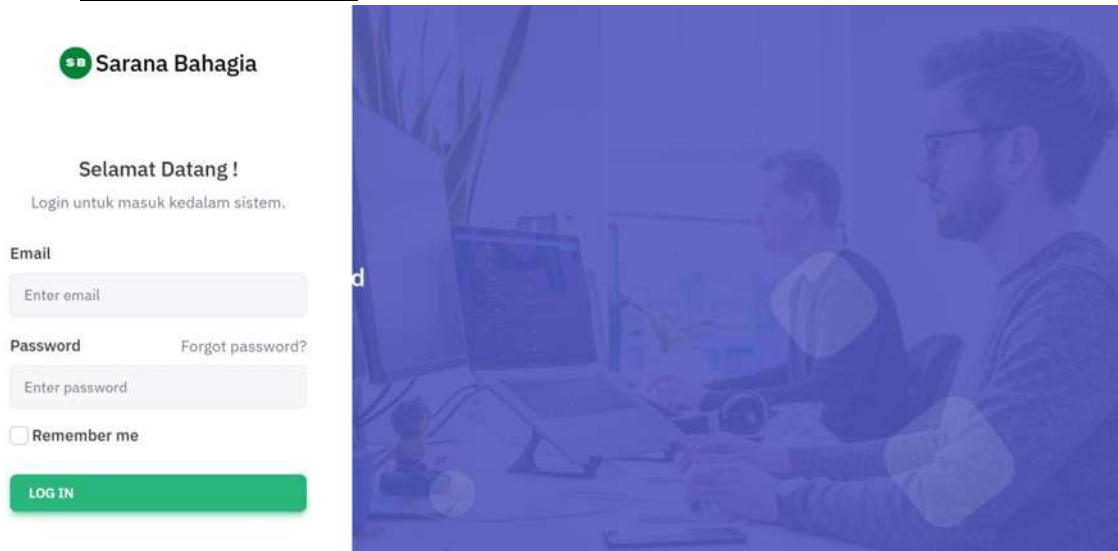 SB Sarana Bahagia
Selamat Datang !
Login untuk masuk kedalam sistem.
Email
Enter email
d
Password Forgot password?
Enter password
Remember me
LOG IN